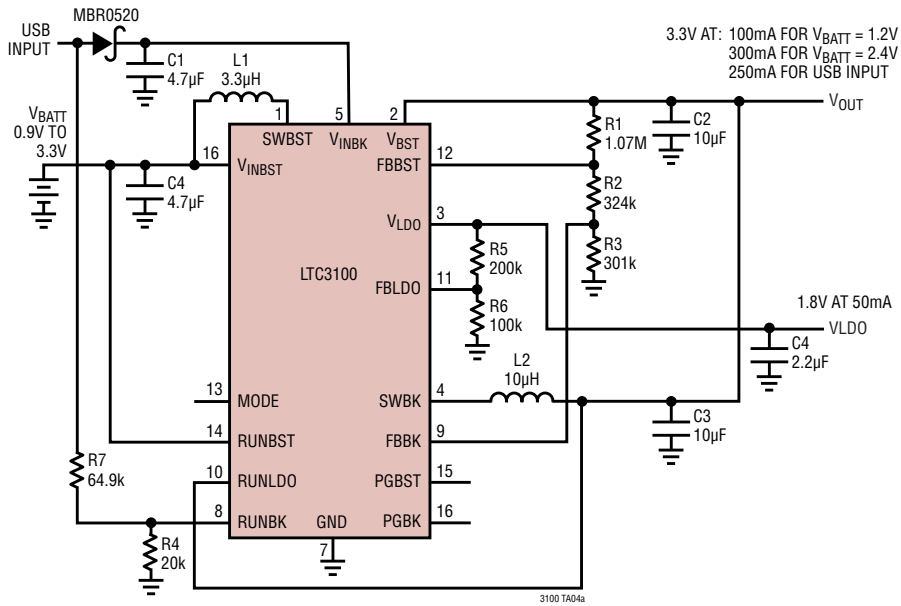 MBR0520
USB
INPUT
C1
4.7µF
L1
3.3µH
3.3V AT: 100mA FOR VBATT = 1.2V
300mA FOR VBATT = 2.4V
250mA FOR USB INPUT
VBATT
0.9V TO
3.3V
1
5
2
VOUT
SWBST
VINBK
VBST
R1
1.07M
C2
10µF
16
VINBST
FBBST
12
C4
4.7µF
R2
324k
VLDO
3
R5
200k
R3
301k
LTC3100
FBLDO
11
R6
100k
1.8V AT 50mA
VLDO
C4
2.2µF
L2
10µH
13
MODE
SWBK
4
C3
10µF
14
RUNBST
FBBK
9
R7
64.9k
10
RUNLDO
PGBST
15
8
RUNBK
GND
PGBK
16
7
R4
20k
3100 TA04a